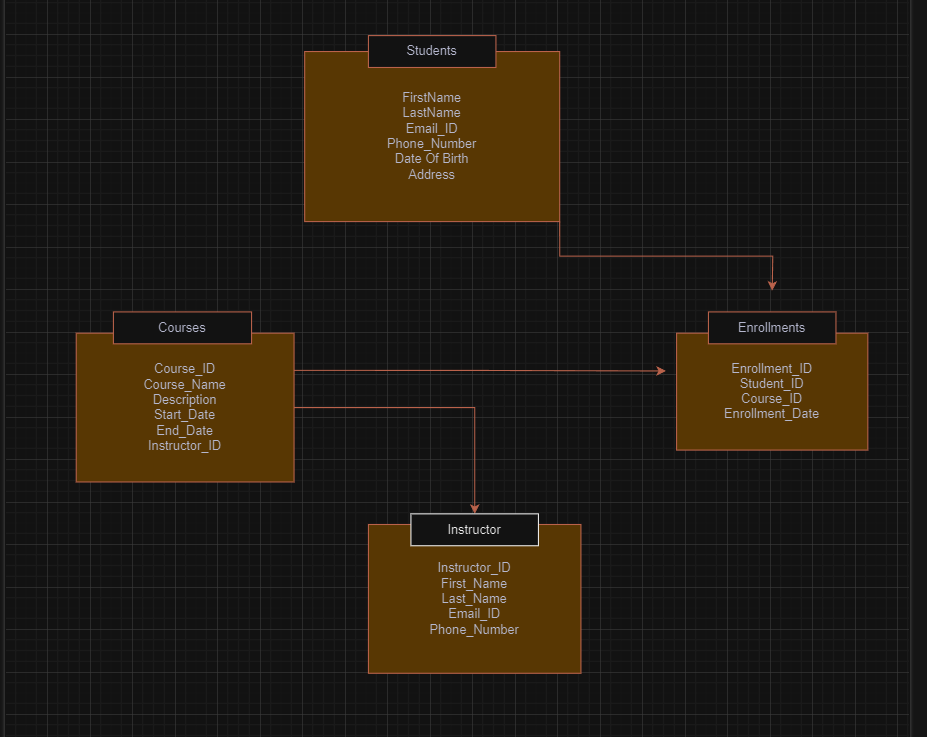 Students
FirstName
LastName
Email_ID
Phone_Number
Date Of Birth
Address
Courses
Course_ID
Course_Name
Description
Start_Date
End_Date
Instructor_ID
Enrollments
Enrollment_ID
Student_ID
Course_ID
Enrollment_Date
Instructor
Instructor_ID
First_Name
Last_Name
Email_ID
Phone_Number